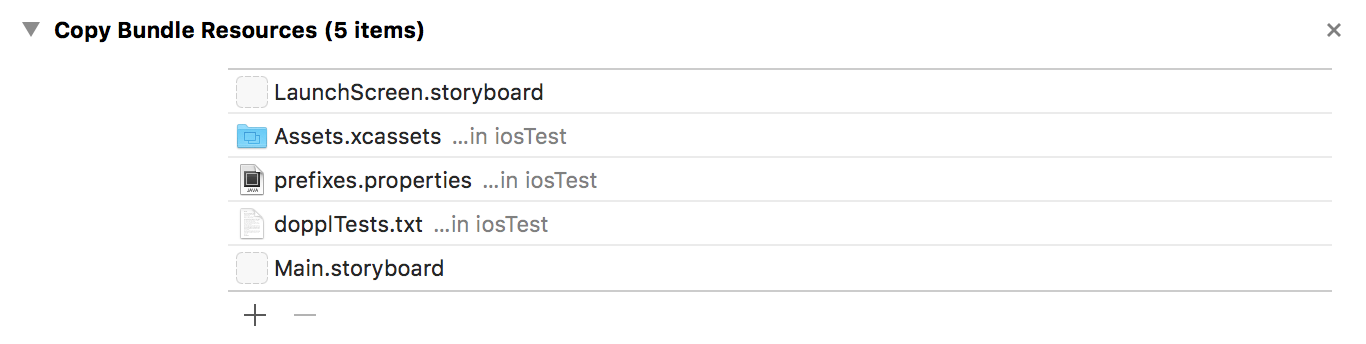 Copy Bundle Resources (5 items)
LaunchScreen.storyboard
Assets.xcassets ...in iosTest
prefixes.properties ...in iosTest
JAVA
dopplTests.txt ...in iosTest
Main.storyboard